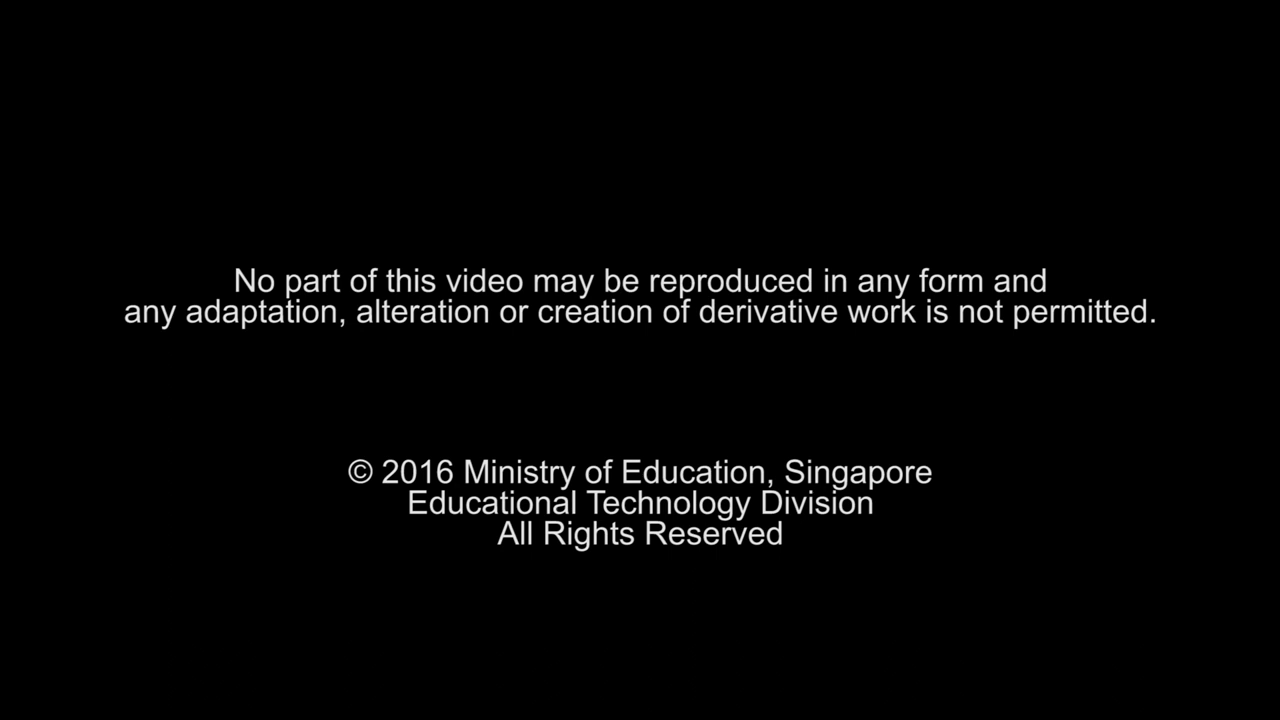 No part of this video may be reproduced in any form and
any adaptation, alteration or creation of derivative work is not permitted.
© 2016 Ministry of Education, Singapore
Educational Technology Division
All Rights Reserved